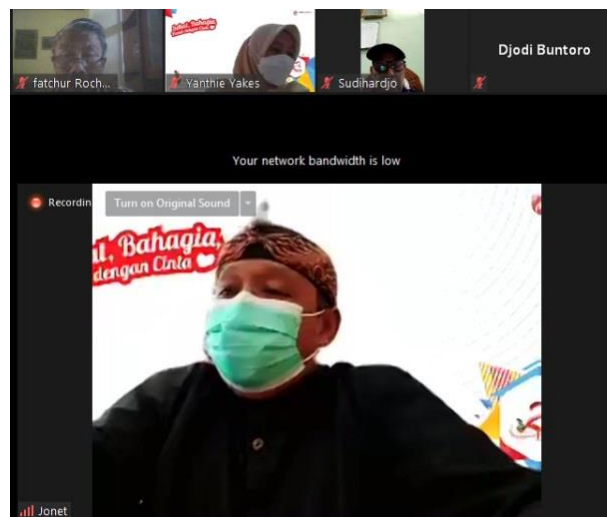 fatchur Roch...
Yanthie Yakes
Sudihardjo
Djodi Buntoro
Your network bandwidth is low
Recordin
Turn on Original Sound
Bahagia,
dengan Cinta
Jonet